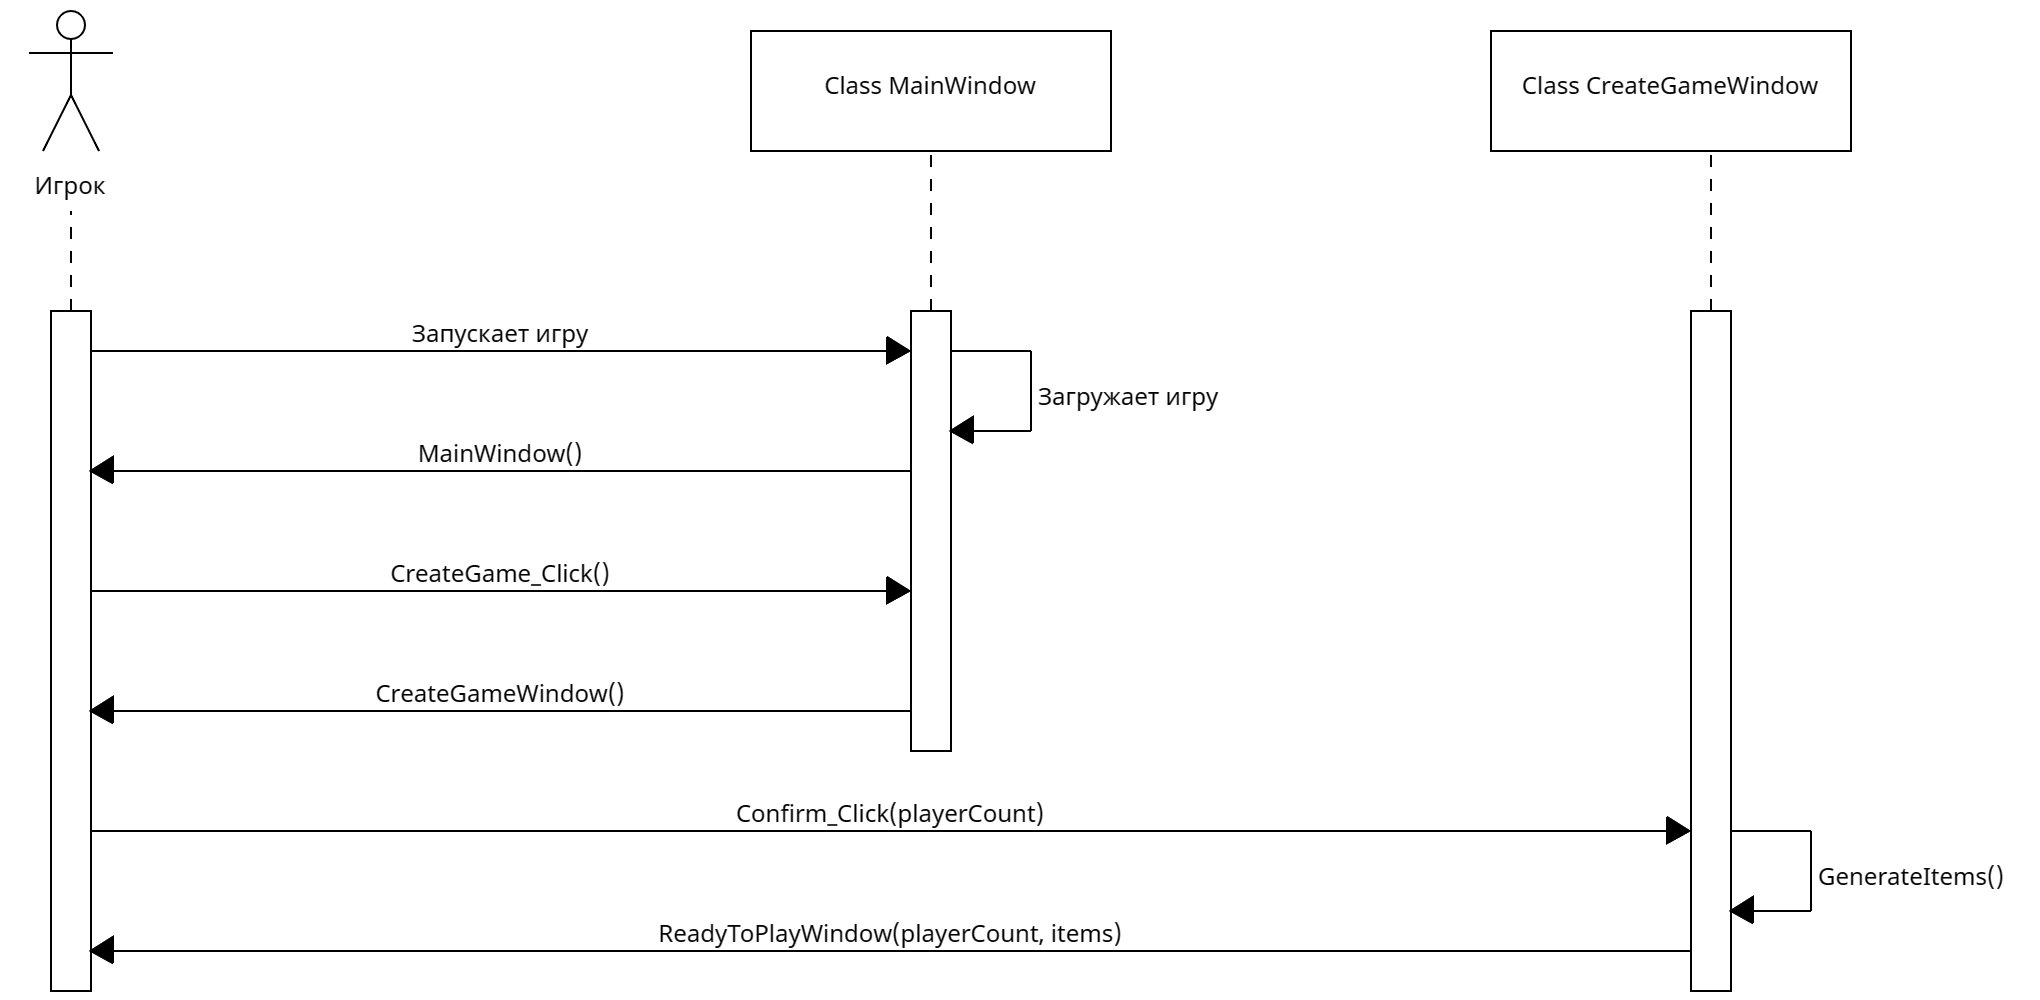 Class MainWindow
Class CreateGameWindow
Игрок
Запускает игру
Загружает игру
MainWindow()
CreateGame_Click()
CreateGameWindow()
Confirm_Click(playerCount)
GenerateItems()
ReadyToPlayWindow(playerCount, items)